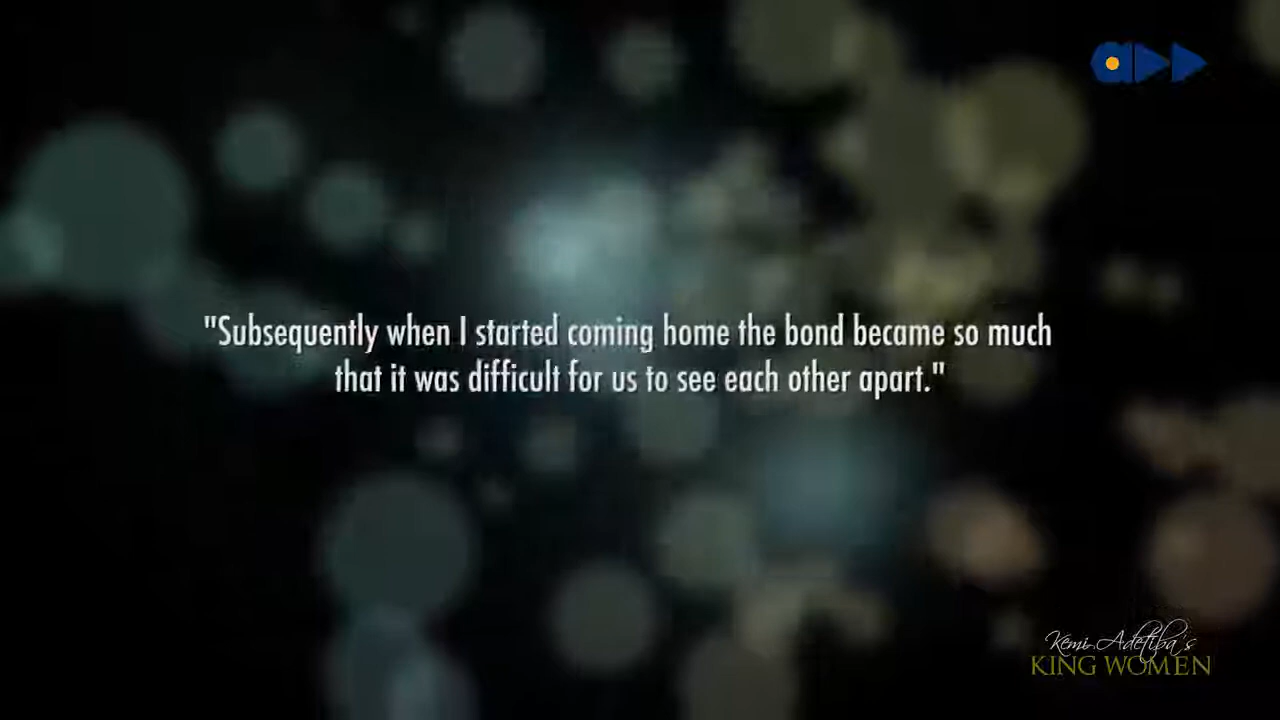 "Subsequently when I started coming home the bond became so much
that it was difficult for us to see each other apart."
Kemi Adetiba's
KING WOMEN